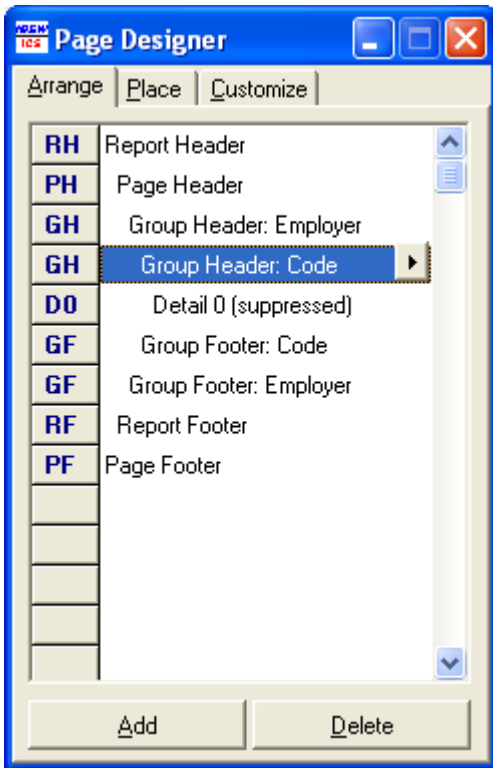 VIEW
ICS
Page Designer
Arrange Place Customize
RH Report Header
PH Page Header
GH Group Header: Employer
GH Group Header: Code
D0 Detail 0 (suppressed)
GF Group Footer: Code
GF Group Footer: Employer
RF Report Footer
PF Page Footer
Add Delete